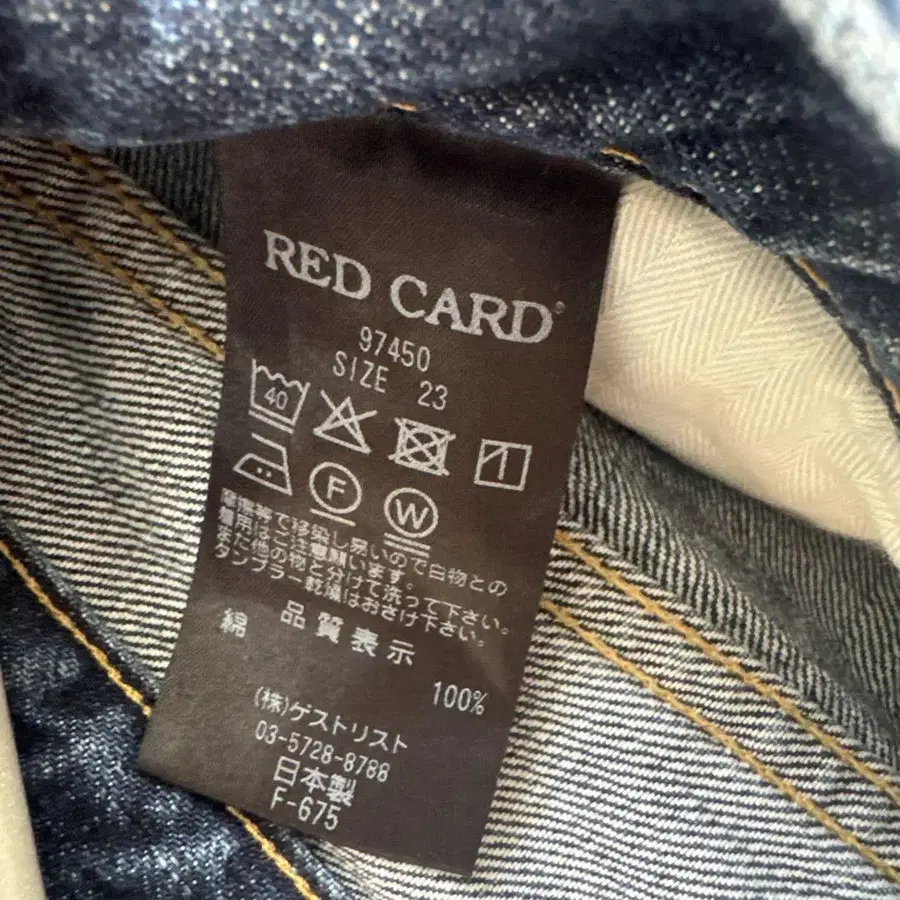 RED CARD®
97450
SIZE 23
40
F
W
摩擦等で移染し易いので白物との
着用はご注意願います。
また他の物と分けて洗って下さい。
タンブラー乾燥はおさけ下さい。
品質表示
綿 100%
(株)ゲストリスト
03-5728-8788
日本製
F-675